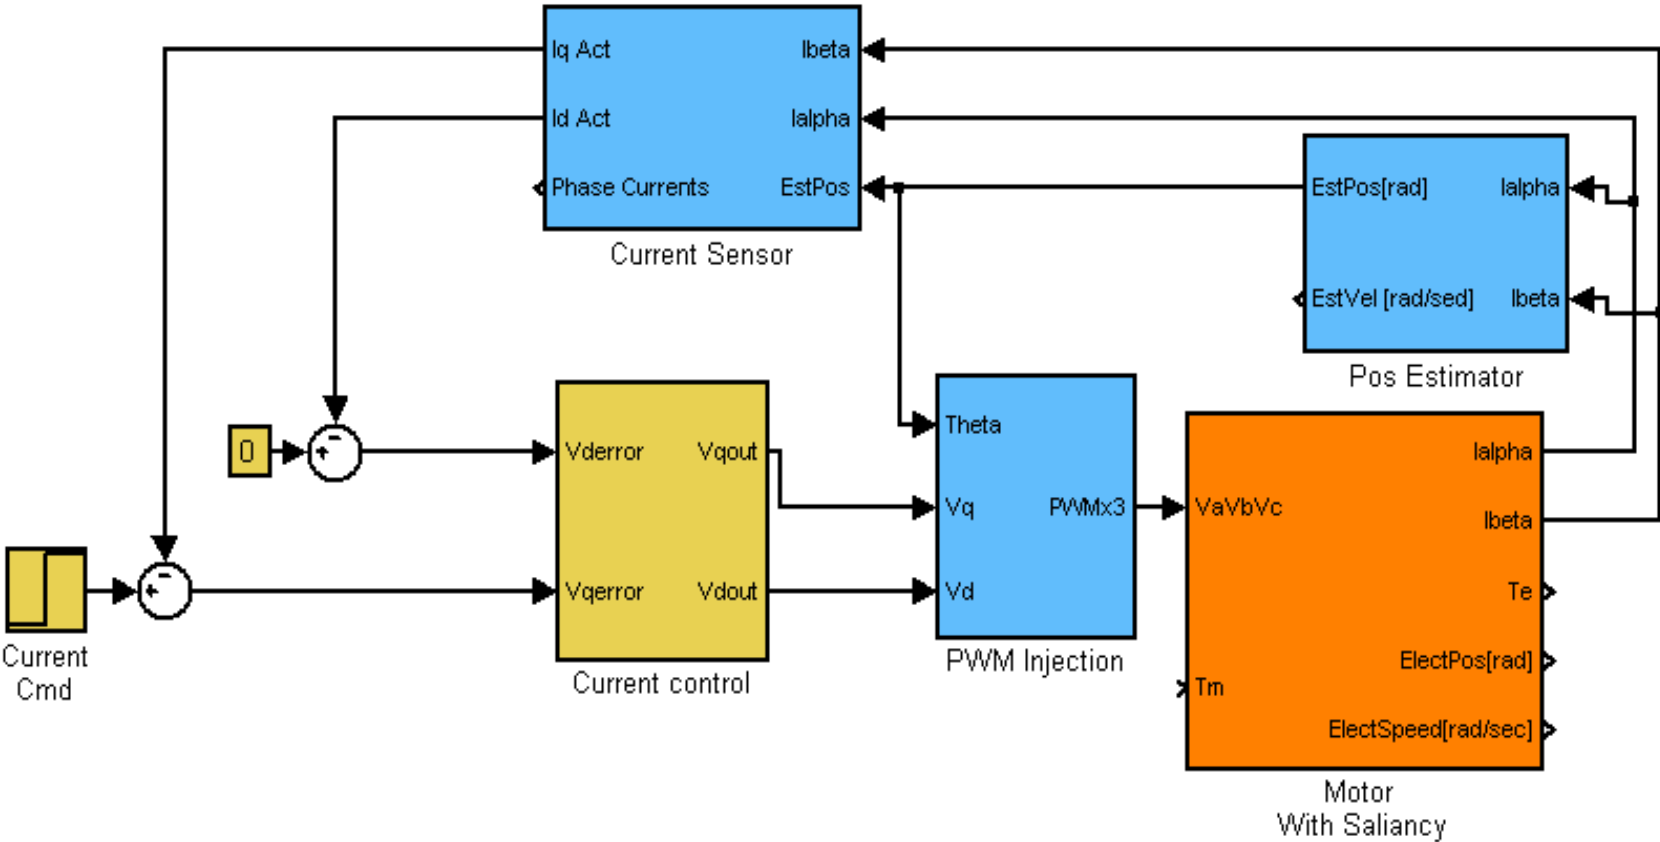 Iq Act
Ibeta
Id Act
Ialpha
Phase Currents
EstPos
Current Sensor
EstPos[rad]
Ialpha
EstVel [rad/sed]
Ibeta
Pos Estimator
0
Vderror
Vqout
Vqerror
Vdout
Current control
Current
Cmd
Theta
Vq
PWMx3
Vd
PWM Injection
VaVbVc
Ialpha
Ibeta
Te
ElectPos[rad]
Tm
ElectSpeed[rad/sec]
Motor
With Saliancy